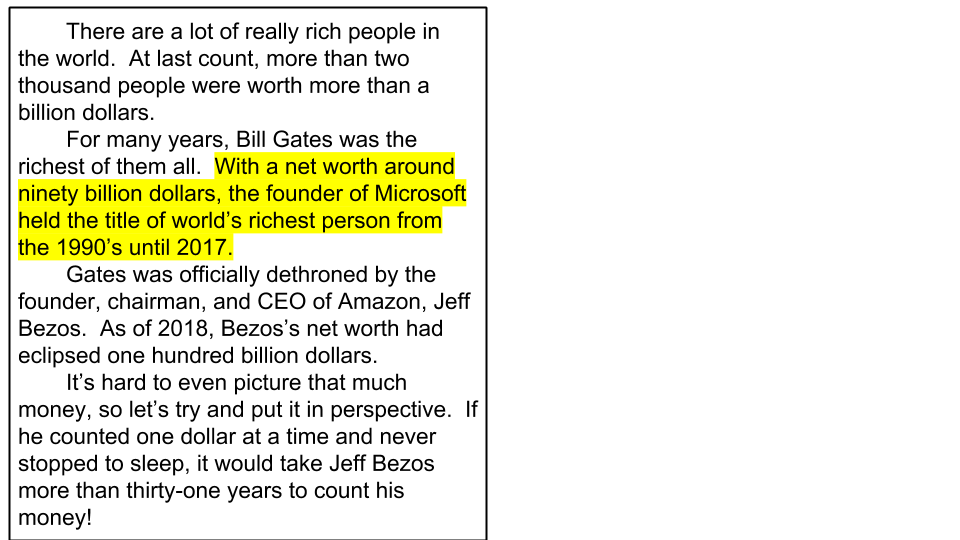 There are a lot of really rich people in
the world.  At last count, more than two
thousand people were worth more than a
billion dollars.
For many years, Bill Gates was the
richest of them all.  With a net worth around
ninety billion dollars, the founder of Microsoft
held the title of world’s richest person from
the 1990’s until 2017.
Gates was officially dethroned by the
founder, chairman, and CEO of Amazon, Jeff
Bezos.  As of 2018, Bezos’s net worth had
eclipsed one hundred billion dollars.
It’s hard to even picture that much
money, so let’s try and put it in perspective.  If
he counted one dollar at a time and never
stopped to sleep, it would take Jeff Bezos
more than thirty-one years to count his
money!